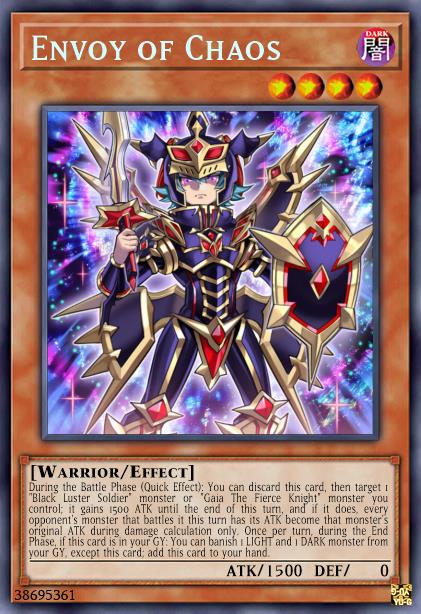 Envoy of Chaos
DARK
闇
[Warrior/Effect]
During the Battle Phase (Quick Effect): You can discard this card, then target 1
"Black Luster Soldier" monster or "Gaia The Fierce Knight" monster you
control; it gains 1500 ATK until the end of this turn, and if it does, every
opponent's monster that battles it this turn has its ATK become that monster's
original ATK during damage calculation only. Once per turn, during the End
Phase, if this card is in your GY: You can banish 1 LIGHT and 1 DARK monster from
your GY, except this card; add this card to your hand.
ATK/1500 DEF/ 0
38695361